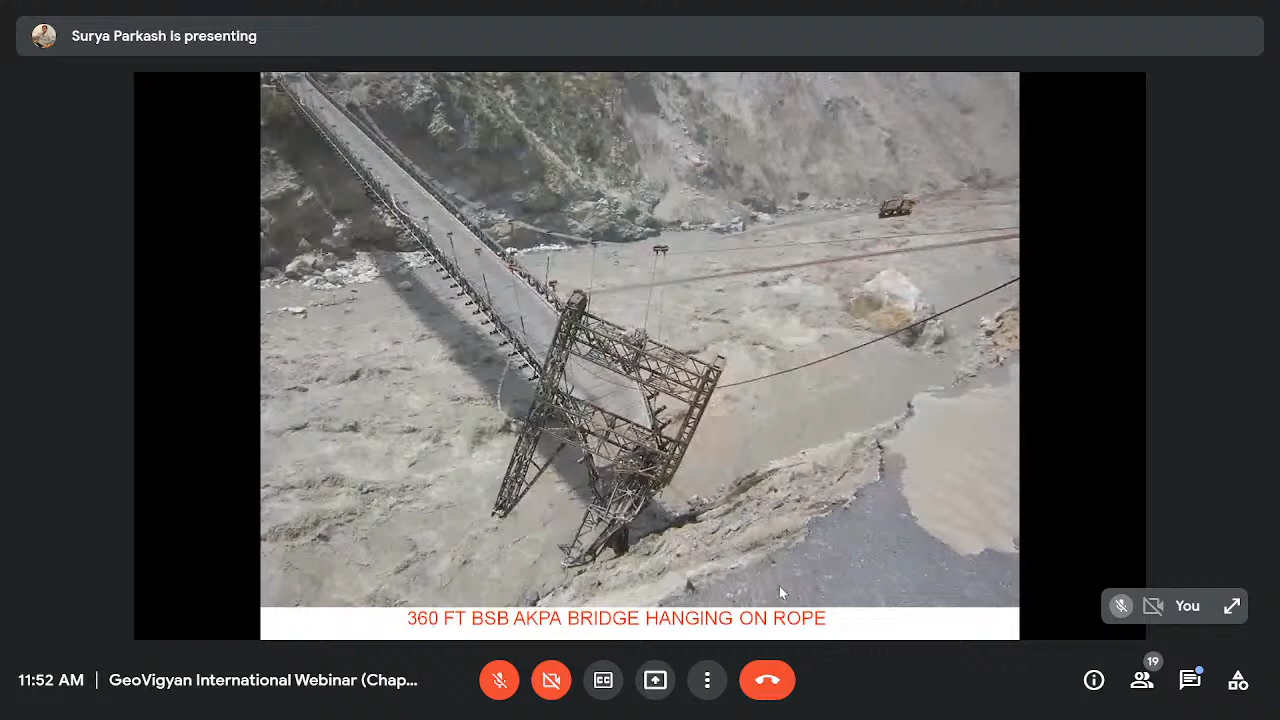 Surya Parkash is presenting
360 FT BSB AKPA BRIDGE HANGING ON ROPE
You
19
11:52 AM | GeoVigyan International Webinar (Chap...
CC